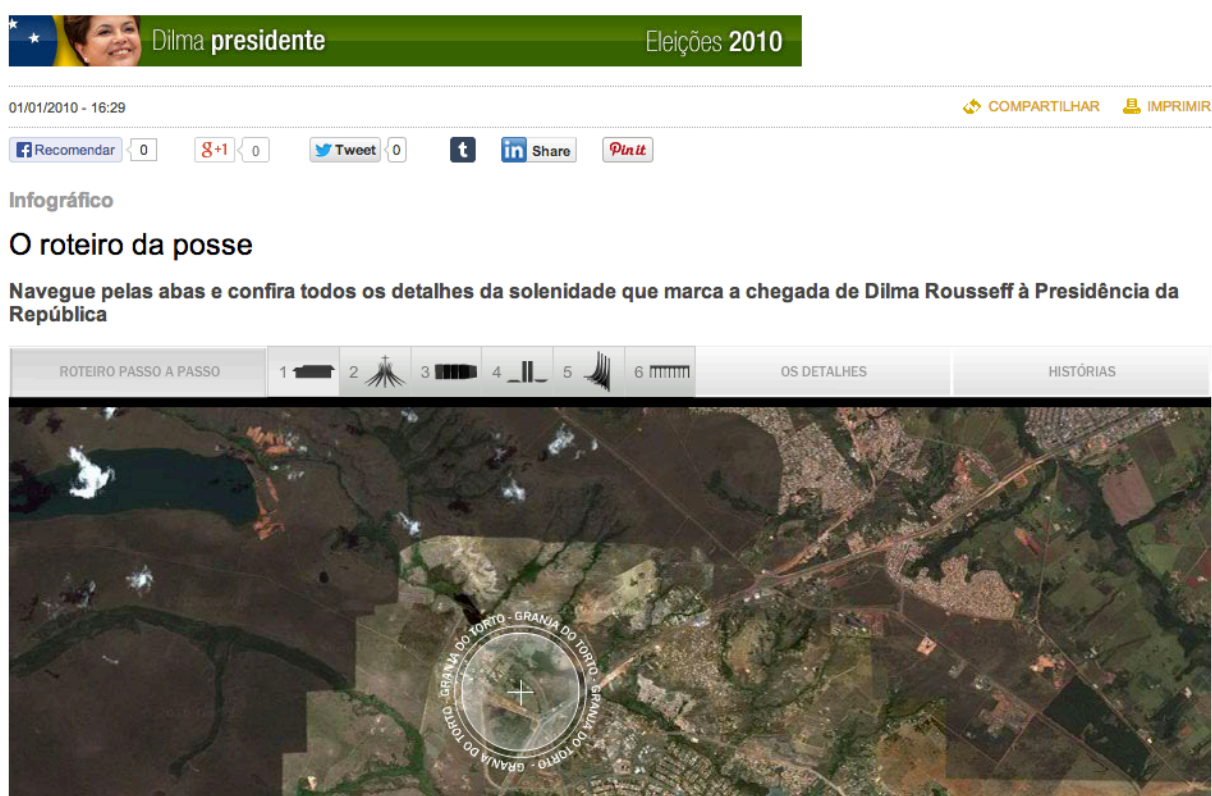 Dilma presidente
Eleições 2010
01/01/2010 - 16:29
COMPARTILHAR
IMPRIMIR
Recomendar 0
g+1 0
Tweet 0
t
in Share
Pin it
Infográfico
O roteiro da posse
Navegue pelas abas e confira todos os detalhes da solenidade que marca a chegada de Dilma Rousseff à Presidência da
República
ROTEIRO PASSO A PASSO
1
2
3
4
5
6
OS DETALHES
HISTÓRIAS
GRANJA DO TORTO - GRANJA DO TORTO - GRANJA DO TORTO - GRANJA DO TORTO -